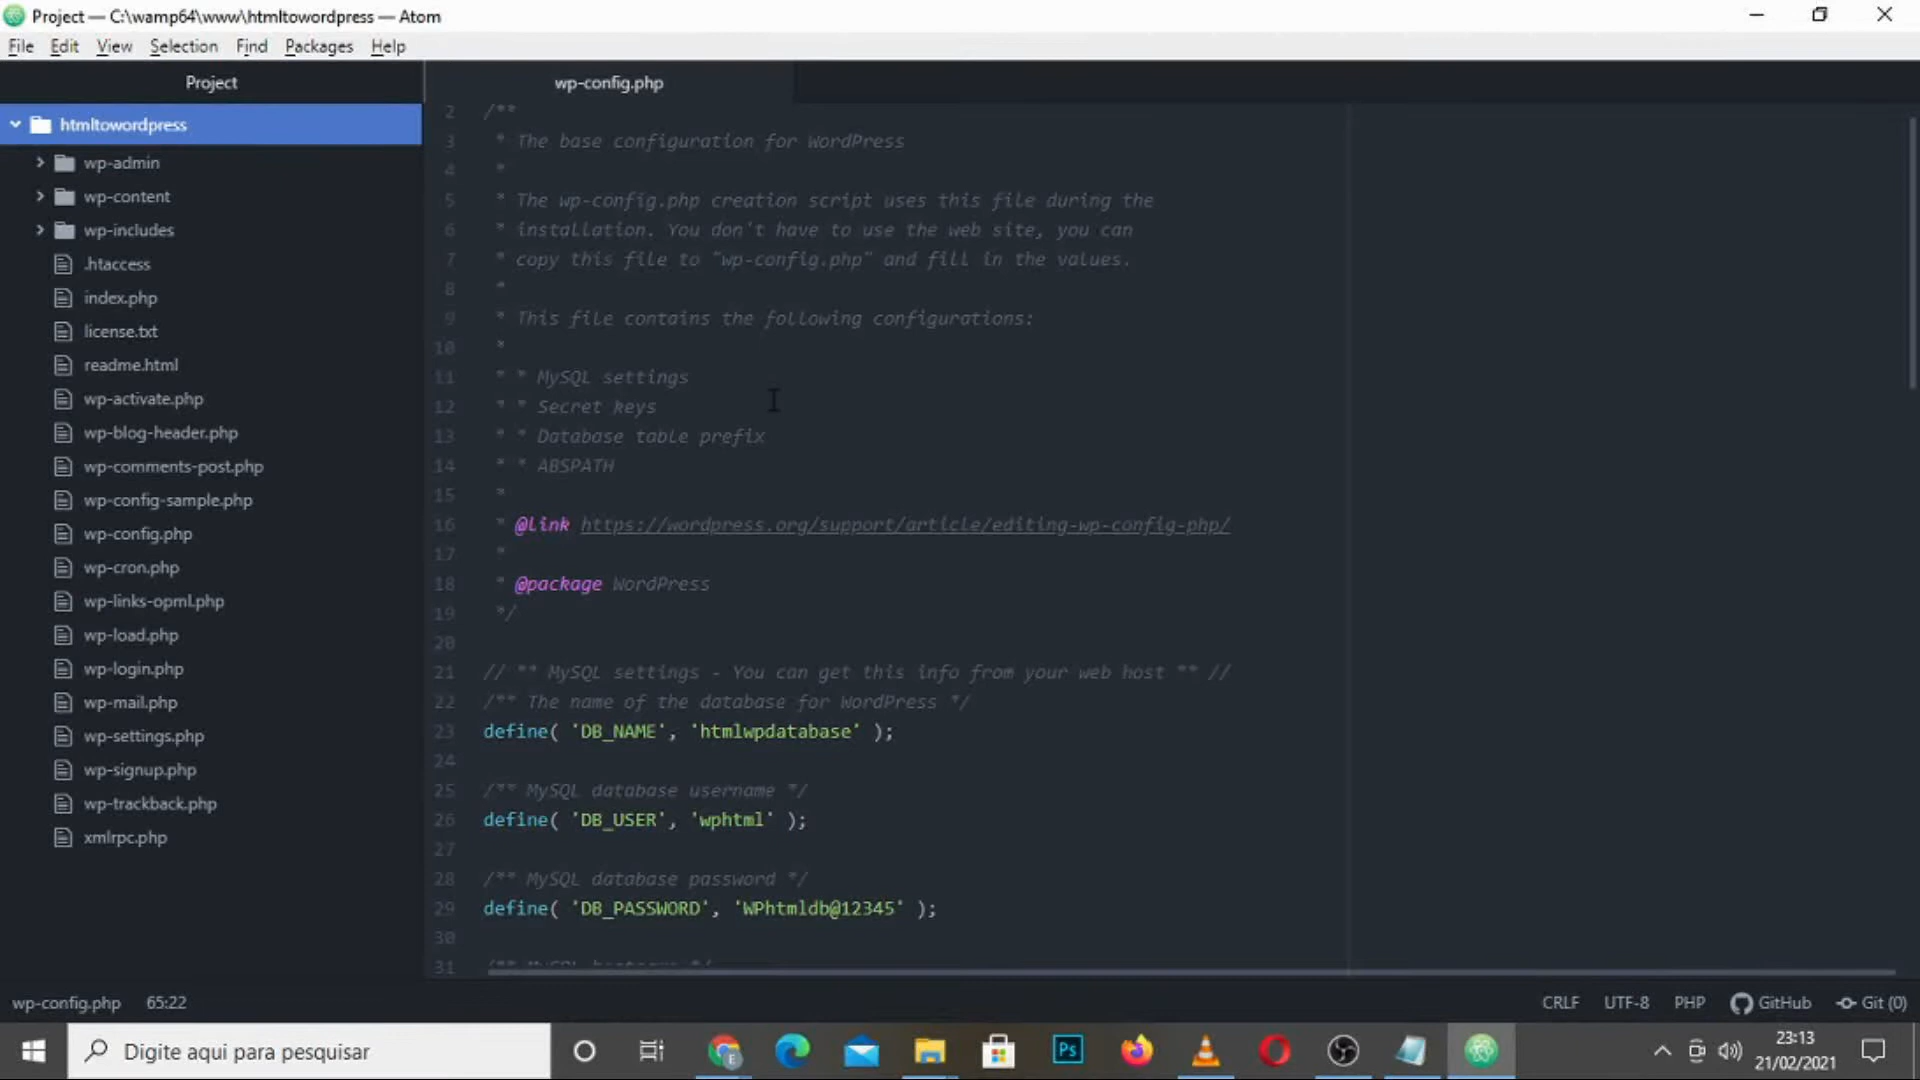 Project — C:\wamp64\www\htmltowordpress — Atom
File Edit View Selection Find Packages Help
Project
htmltowordpress
wp-admin
wp-content
wp-includes
.htaccess
index.php
license.txt
readme.html
wp-activate.php
wp-blog-header.php
wp-comments-post.php
wp-config-sample.php
wp-config.php
wp-cron.php
wp-links-opml.php
wp-load.php
wp-login.php
wp-mail.php
wp-settings.php
wp-signup.php
wp-trackback.php
xmlrpc.php
wp-config.php
2 /**
3 * The base configuration for WordPress
4 *
5 * The wp-config.php creation script uses this file during the
6 * installation. You don't have to use the web site, you can
7 * copy this file to "wp-config.php" and fill in the values.
8 *
9 * This file contains the following configurations:
10 *
11 * * MySQL settings
12 * * Secret keys
13 * * Database table prefix
14 * * ABSPATH
15 *
16 * @link https://wordpress.org/support/article/editing-wp-config-php/
17 *
18 * @package WordPress
19 */
20
21 // ** MySQL settings - You can get this info from your web host ** //
22 /** The name of the database for WordPress */
23 define( 'DB_NAME', 'htmlwpdatabase' );
24
25 /** MySQL database username */
26 define( 'DB_USER', 'wphtml' );
27
28 /** MySQL database password */
29 define( 'DB_PASSWORD', 'WPhtmldb@12345' );
30
31 /** MySQL hostname */
wp-config.php 65:22 CRLF UTF-8 PHP GitHub Git (0)
Digite aqui para pesquisar
E
Ps
23:13
21/02/2021